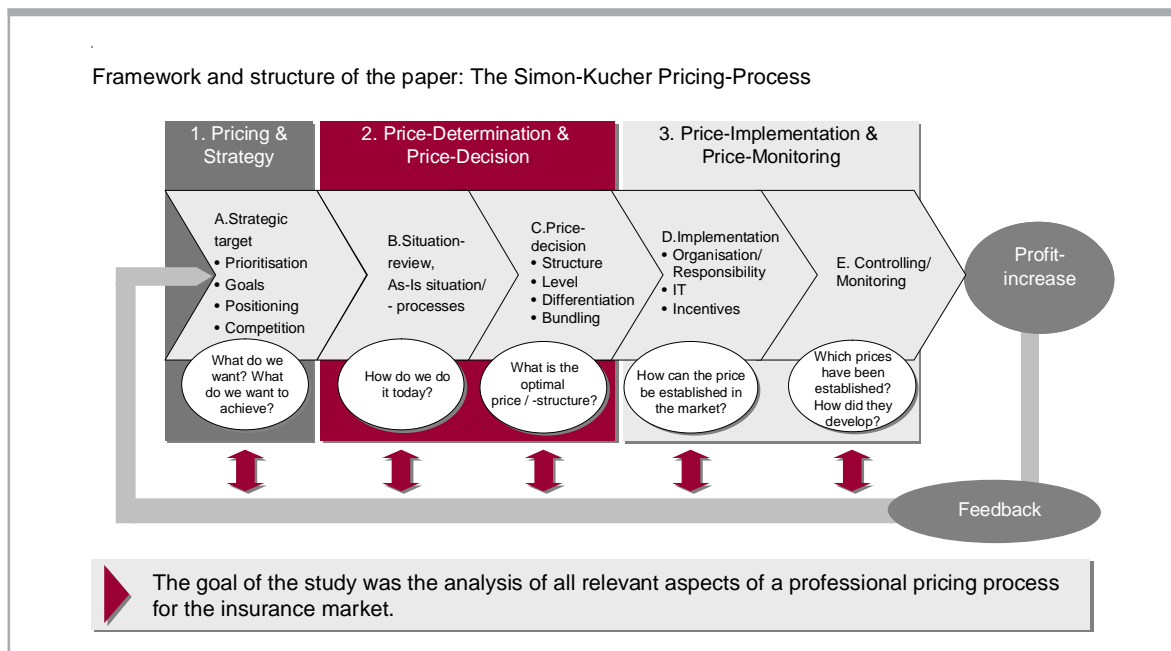 Framework and structure of the paper: The Simon-Kucher Pricing-Process
1. Pricing &
Strategy
2. Price-Determination &
Price-Decision
3. Price-Implementation &
Price-Monitoring
A.Strategic
target
• Prioritisation
• Goals
• Positioning
• Competition
B.Situation-
review,
As-Is situation/
- processes
C.Price-
decision
• Structure
• Level
• Differentiation
• Bundling
D.Implementation
• Organisation/
Responsibility
• IT
• Incentives
E. Controlling/
Monitoring
Profit-
increase
What do we
want? What
do we want to
achieve?
How do we do
it today?
What is the
optimal
price / -structure?
How can the price
be established in
the market?
Which prices
have been
established?
How did they
develop?
Feedback
The goal of the study was the analysis of all relevant aspects of a professional pricing process
for the insurance market.